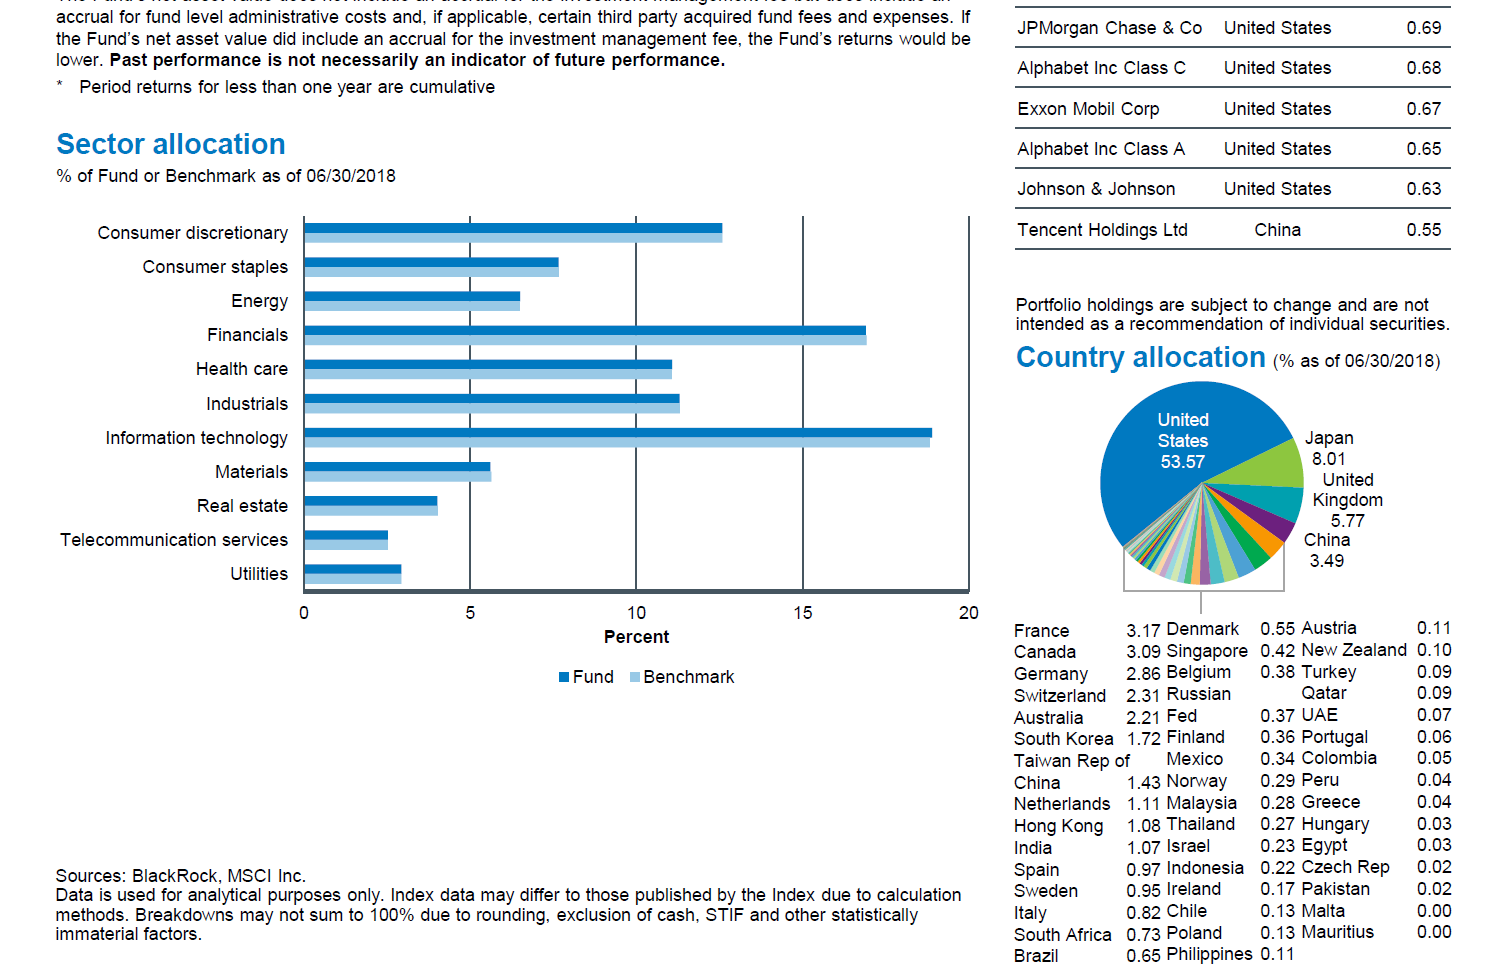 accrual for fund level administrative costs and, if applicable, certain third party acquired fund fees and expenses. If
the Fund’s net asset value did include an accrual for the investment management fee, the Fund’s returns would be
lower. Past performance is not necessarily an indicator of future performance.
* Period returns for less than one year are cumulative
Sector allocation
% of Fund or Benchmark as of 06/30/2018
Consumer discretionary
Consumer staples
Energy
Financials
Health care
Industrials
Information technology
Materials
Real estate
Telecommunication services
Utilities
0 5 10 15 20
Percent
Fund Benchmark
Sources: BlackRock, MSCI Inc.
Data is used for analytical purposes only. Index data may differ to those published by the Index due to calculation
methods. Breakdowns may not sum to 100% due to rounding, exclusion of cash, STIF and other statistically
immaterial factors.
JPMorgan Chase & Co United States 0.69
Alphabet Inc Class C United States 0.68
Exxon Mobil Corp United States 0.67
Alphabet Inc Class A United States 0.65
Johnson & Johnson United States 0.63
Tencent Holdings Ltd China 0.55
Portfolio holdings are subject to change and are not
intended as a recommendation of individual securities.
Country allocation (% as of 06/30/2018)
United
States
53.57
Japan
8.01
United
Kingdom
5.77
China
3.49
France 3.17
Canada 3.09
Germany 2.86
Switzerland 2.31
Australia 2.21
South Korea 1.72
Taiwan Rep of
China 1.43
Netherlands 1.11
Hong Kong 1.08
India 1.07
Spain 0.97
Sweden 0.95
Italy 0.82
South Africa 0.73
Brazil 0.65
Denmark 0.55
Singapore 0.42
Belgium 0.38
Russian
Fed 0.37
Finland 0.36
Mexico 0.34
Norway 0.29
Malaysia 0.28
Thailand 0.27
Israel 0.23
Indonesia 0.22
Ireland 0.17
Chile 0.13
Poland 0.13
Philippines 0.11
Austria 0.11
New Zealand 0.10
Turkey 0.09
Qatar 0.09
UAE 0.07
Portugal 0.06
Colombia 0.05
Peru 0.04
Greece 0.04
Hungary 0.03
Egypt 0.03
Czech Rep 0.02
Pakistan 0.02
Malta 0.00
Mauritius 0.00